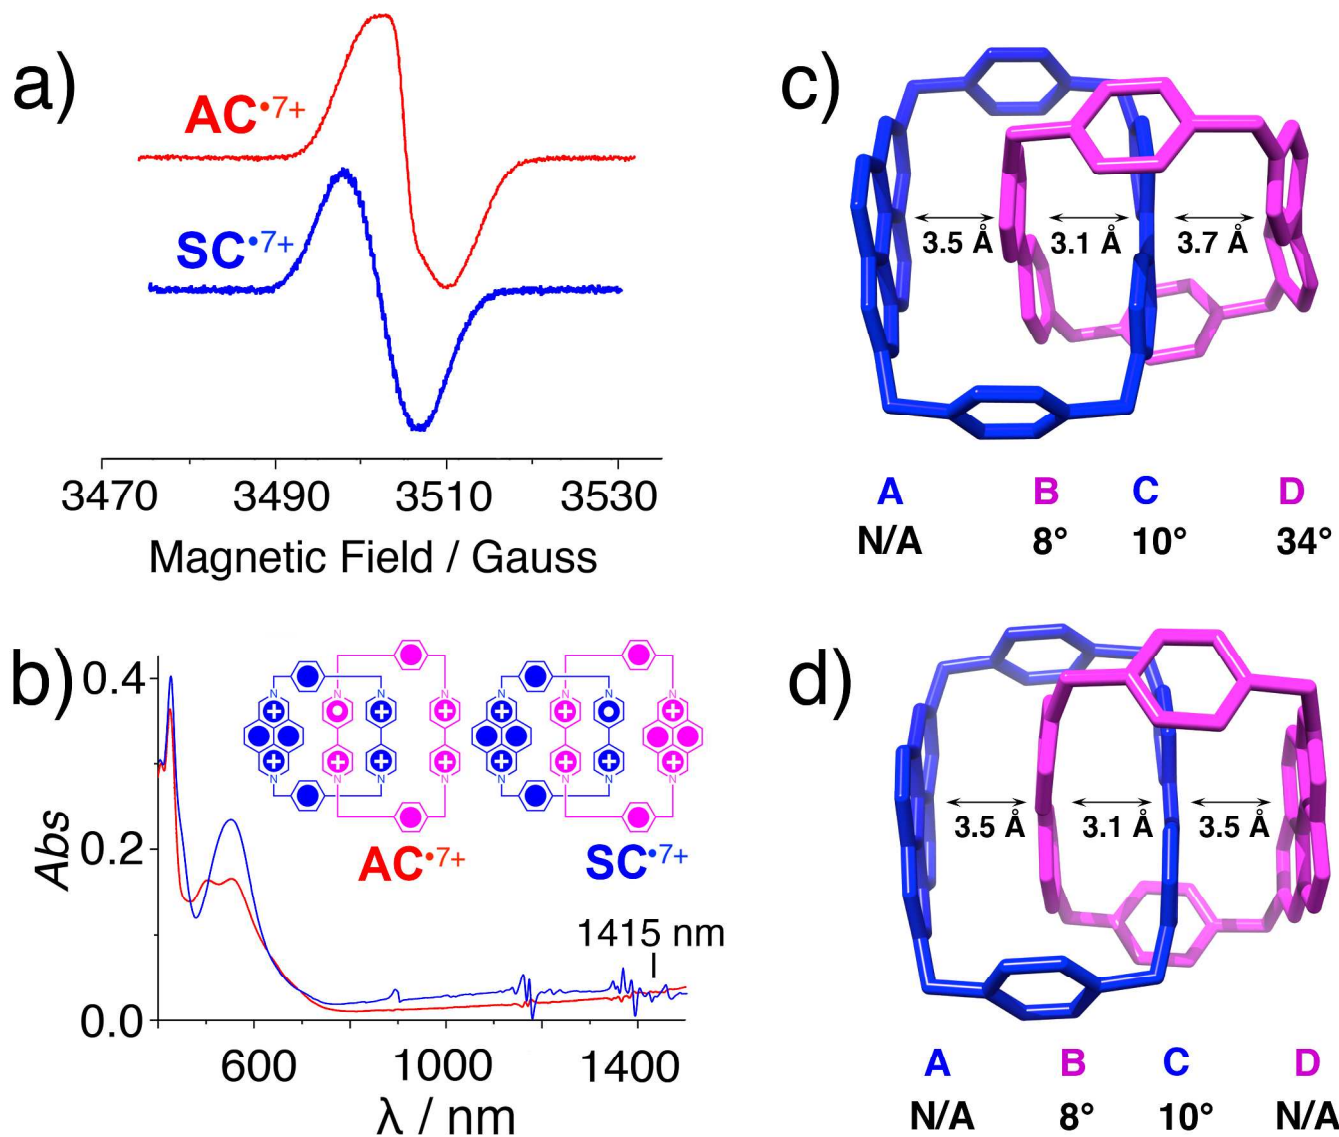 a)
AC•7+
SC•7+
3470 3490 3510 3530
Magnetic Field / Gauss
b)
0.4
0.2
0.0
Abs
N N N N
+ + + +
+ + + +
N N N N
AC•7+
N N N N
+ + +
+ + + +
N N N N
SC•7+
1415 nm
600 1000 1400
λ / nm
c)
3.5 Å 3.1 Å 3.7 Å
A B C D
N/A 8° 10° 34°
d)
3.5 Å 3.1 Å 3.5 Å
A B C D
N/A 8° 10° N/A